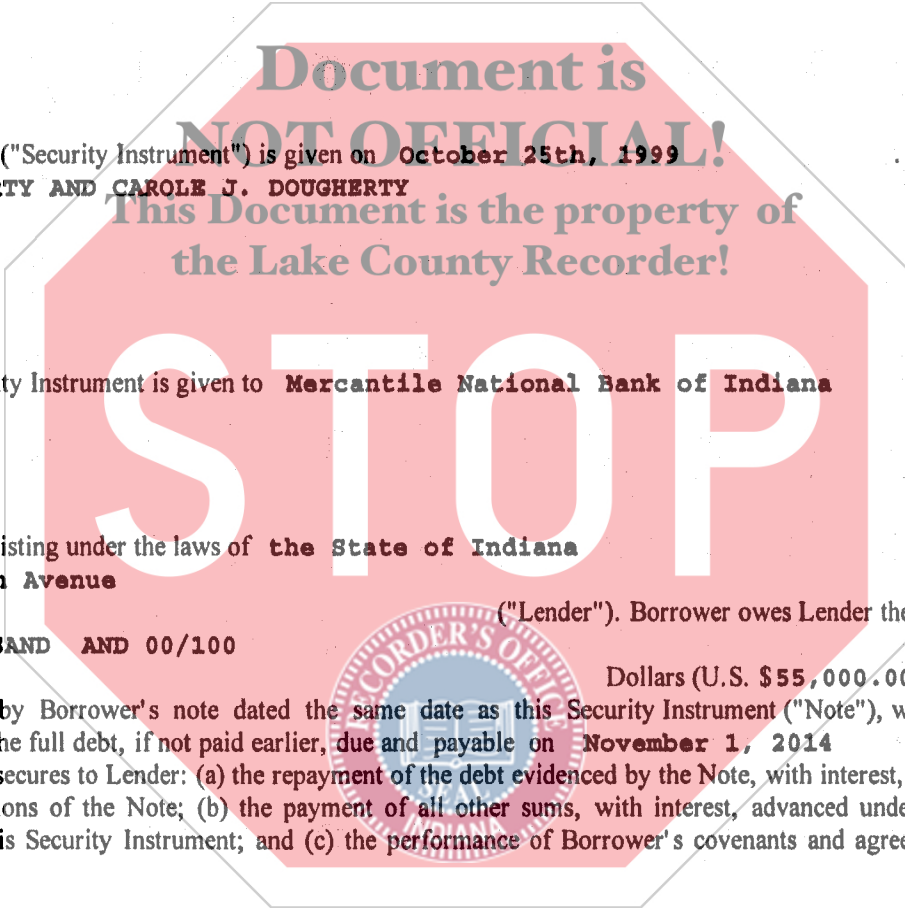 Document is
NOT OFFICIAL!
("Security Instrument") is given on October 25th, 1999
TY AND CAROLE J. DOUGHERTY
This Document is the property of
the Lake County Recorder!
STOP
ty Instrument is given to Mercantile National Bank of Indiana
isting under the laws of the State of Indiana
Avenue
("Lender"). Borrower owes Lender the
AND 00/100
RECORDER'S OFFICE
Dollars (U.S. $55,000.00
by Borrower's note dated the same date as this Security Instrument ("Note"), w
he full debt, if not paid earlier, due and payable on November 1, 2014
secures to Lender: (a) the repayment of the debt evidenced by the Note, with interest,
ons of the Note; (b) the payment of all other sums, with interest, advanced unde
is Security Instrument; and (c) the performance of Borrower's covenants and agree
SEAL
INDIANA